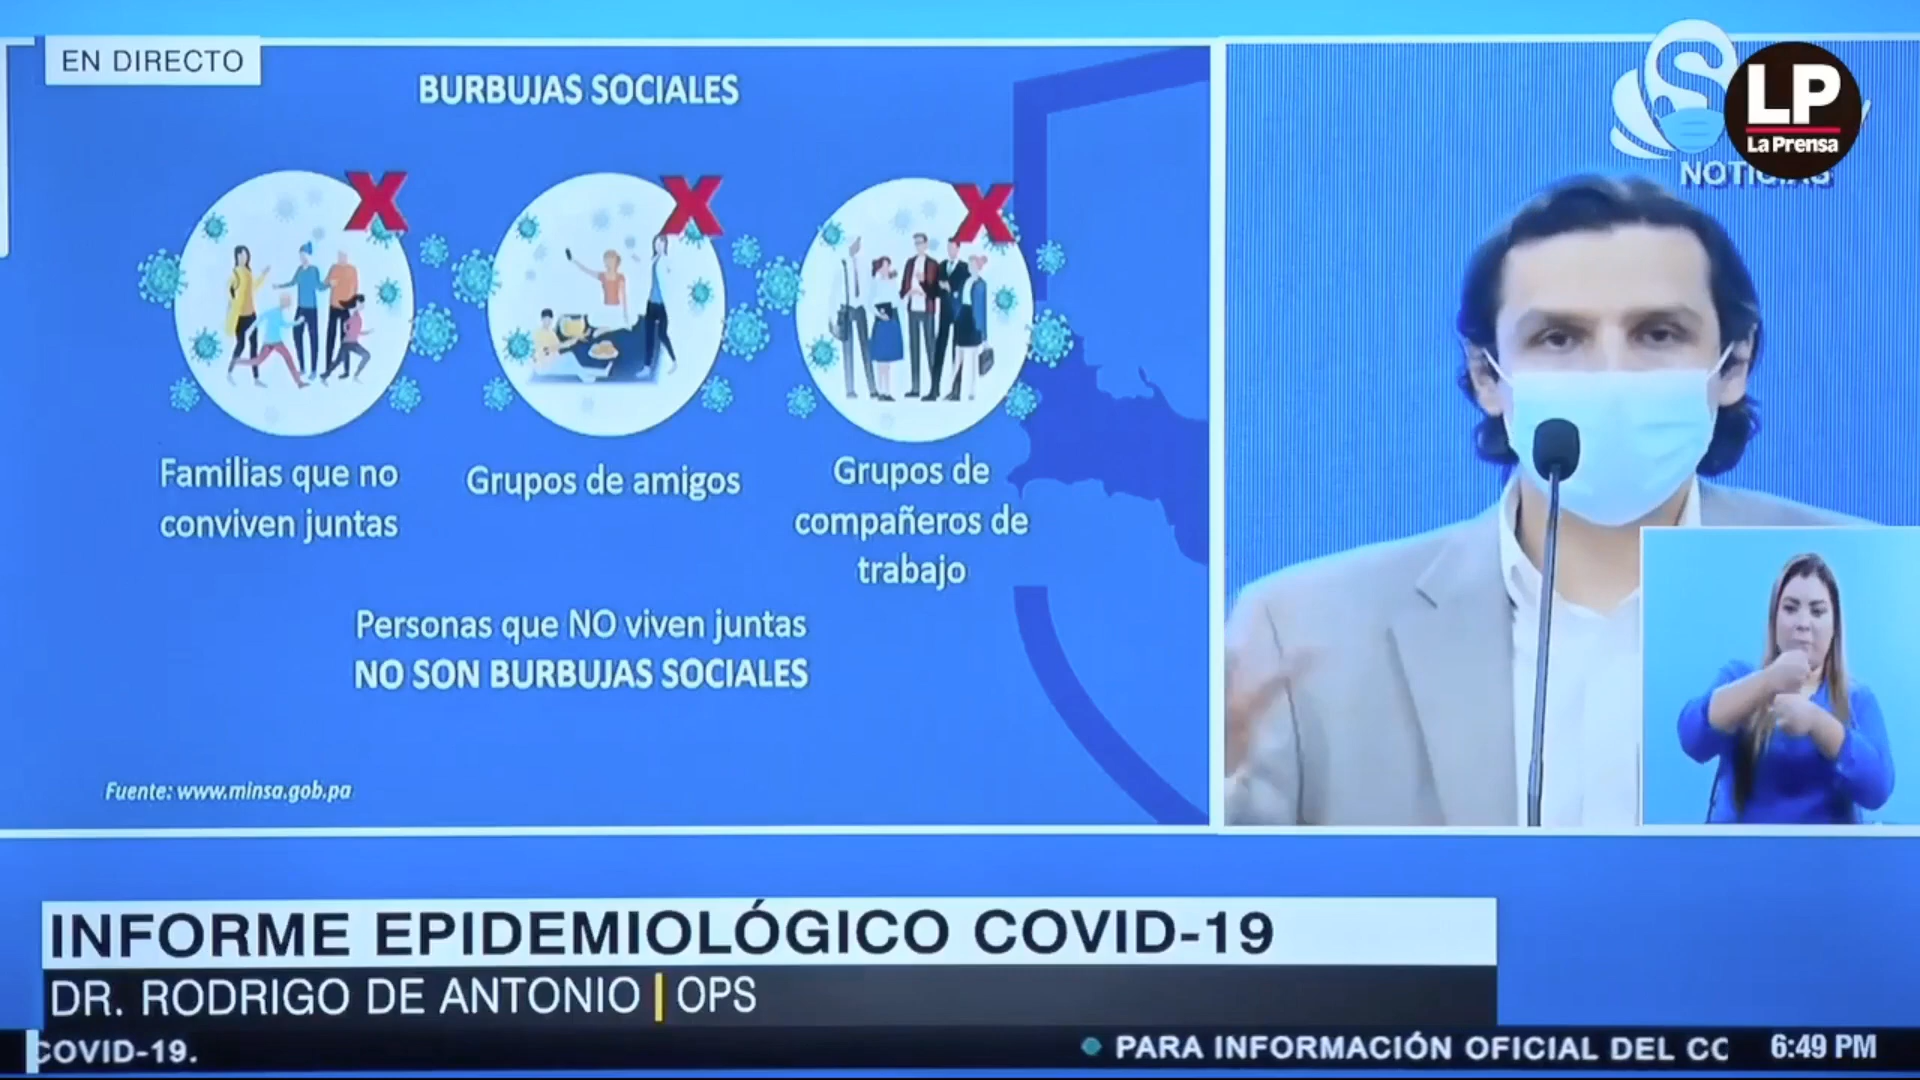 EN DIRECTO
BURBUJAS SOCIALES
X X X
Familias que no
conviven juntas
Grupos de amigos
Grupos de
compañeros de
trabajo
Personas que NO viven juntas
NO SON BURBUJAS SOCIALES
Fuente: www.minsa.gob.pa
S
LP
La Prensa
INFORME EPIDEMIOLÓGICO COVID-19
DR. RODRIGO DE ANTONIO | OPS
COVID-19.
PARA INFORMACIÓN OFICIAL DEL
6:49 PM